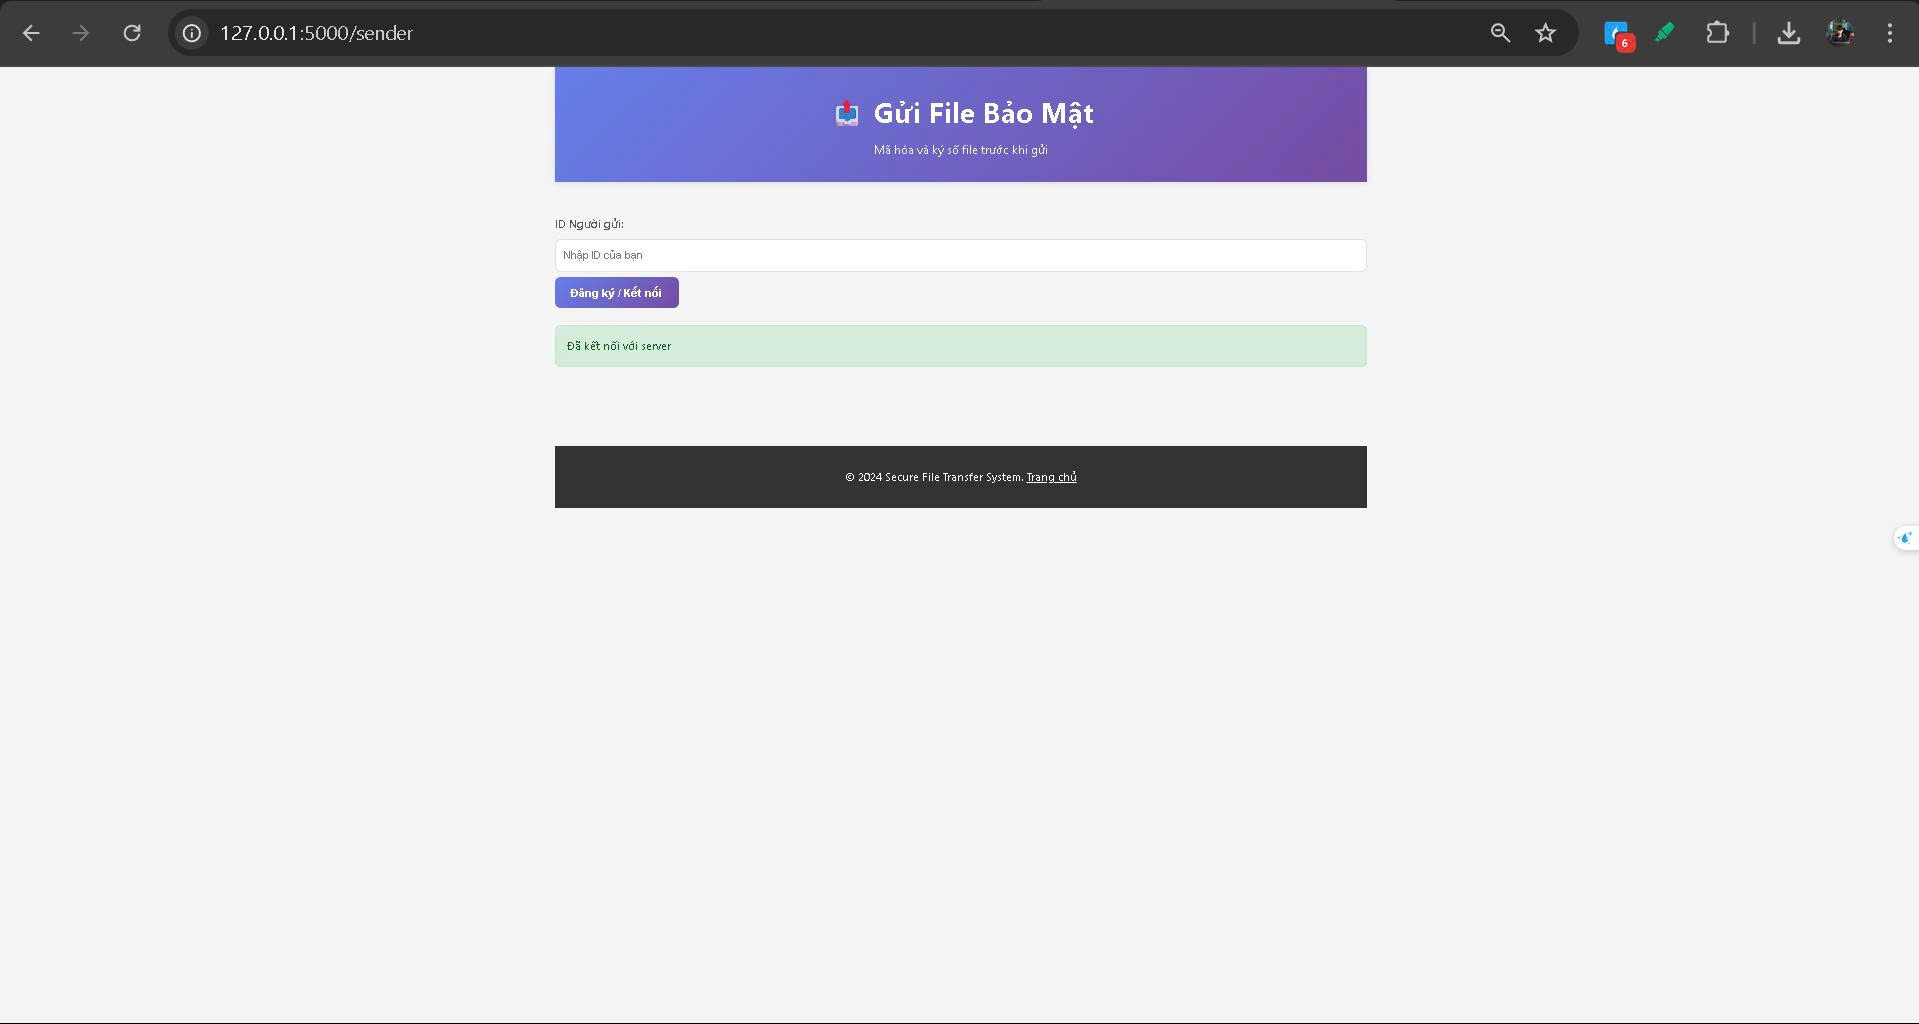 127.0.0.1:5000/sender
6
Gửi File Bảo Mật
Mã hóa và ký số file trước khi gửi
ID Người gửi:
Nhập ID của bạn
Đăng ký / Kết nối
Đã kết nối với server
© 2024 Secure File Transfer System. Trang chủ